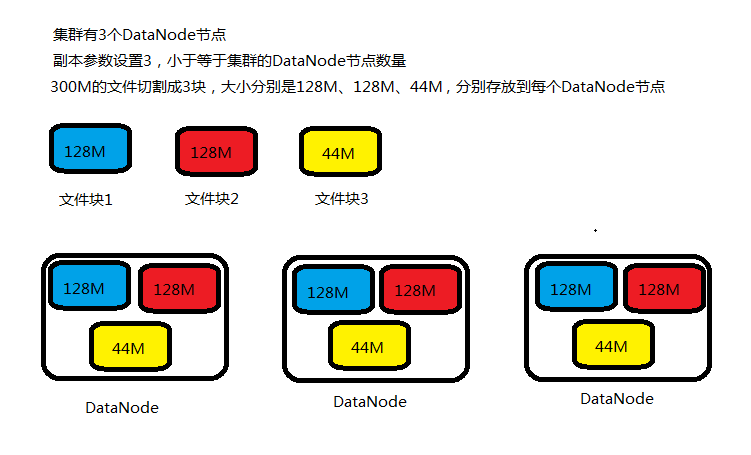 集群有3个DataNode节点
副本参数设置3，小于等于集群的DataNode节点数量
300M的文件切割成3块，大小分别是128M、128M、44M，分别存放到每个DataNode节点
128M 128M 44M
文件块1 文件块2 文件块3
128M 128M 128M 128M 128M 128M
44M 44M 44M
DataNode DataNode DataNode